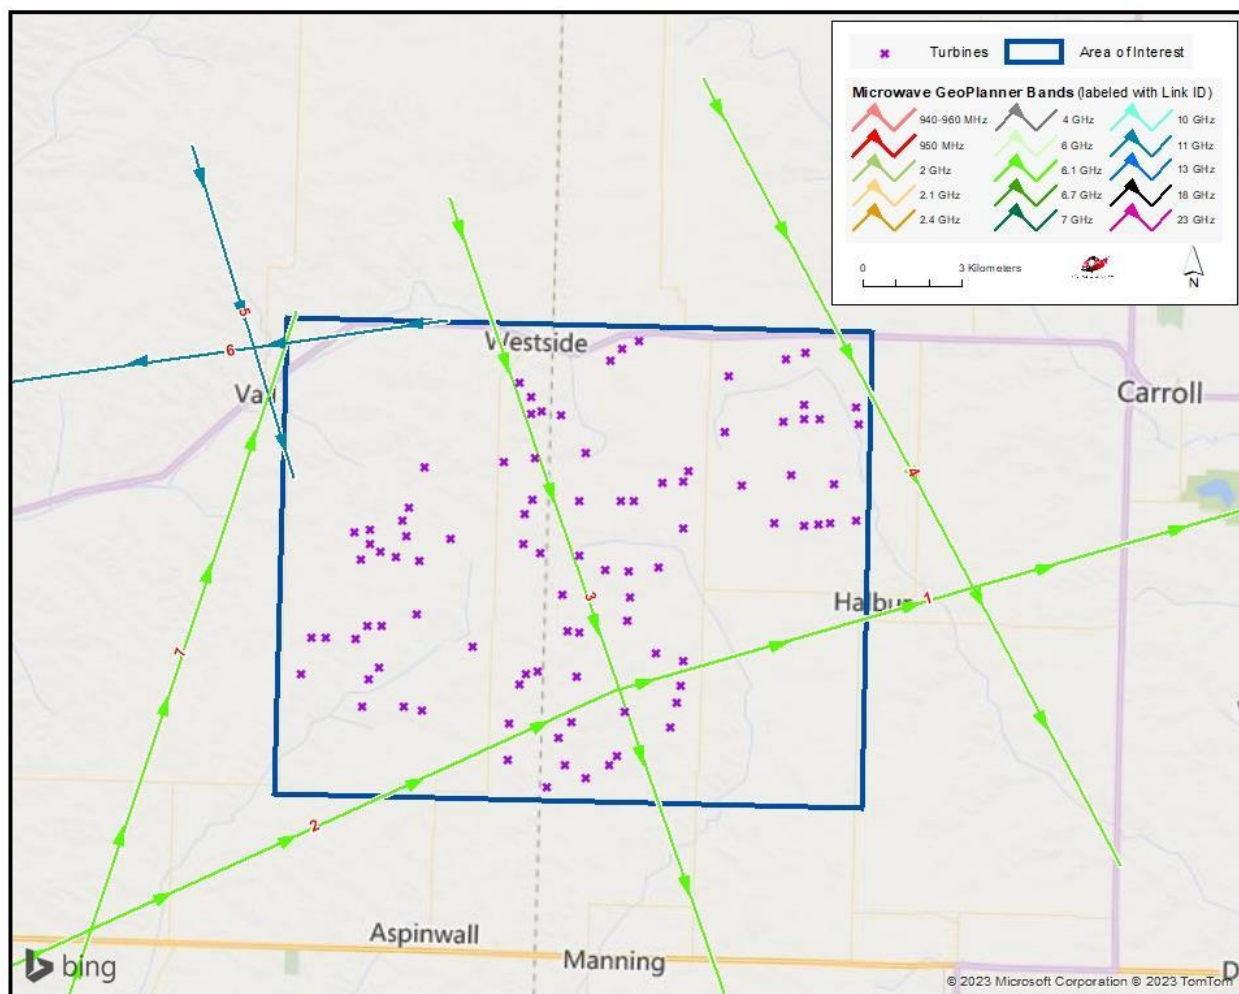 Turbines
Area of Interest
Microwave GeoPlanner Bands (labeled with Link ID)
940-960 MHz
4 GHz
10 GHz
950 MHz
6 GHz
11 GHz
2 GHz
6.1 GHz
13 GHz
2.1 GHz
6.7 GHz
18 GHz
2.4 GHz
7 GHz
23 GHz
0
3 Kilometers
N
5
6
Westside
Carroll
4
3
Halbur
1
7
2
Aspinwall
Manning
D
bing
© 2023 Microsoft Corporation © 2023 TomTom